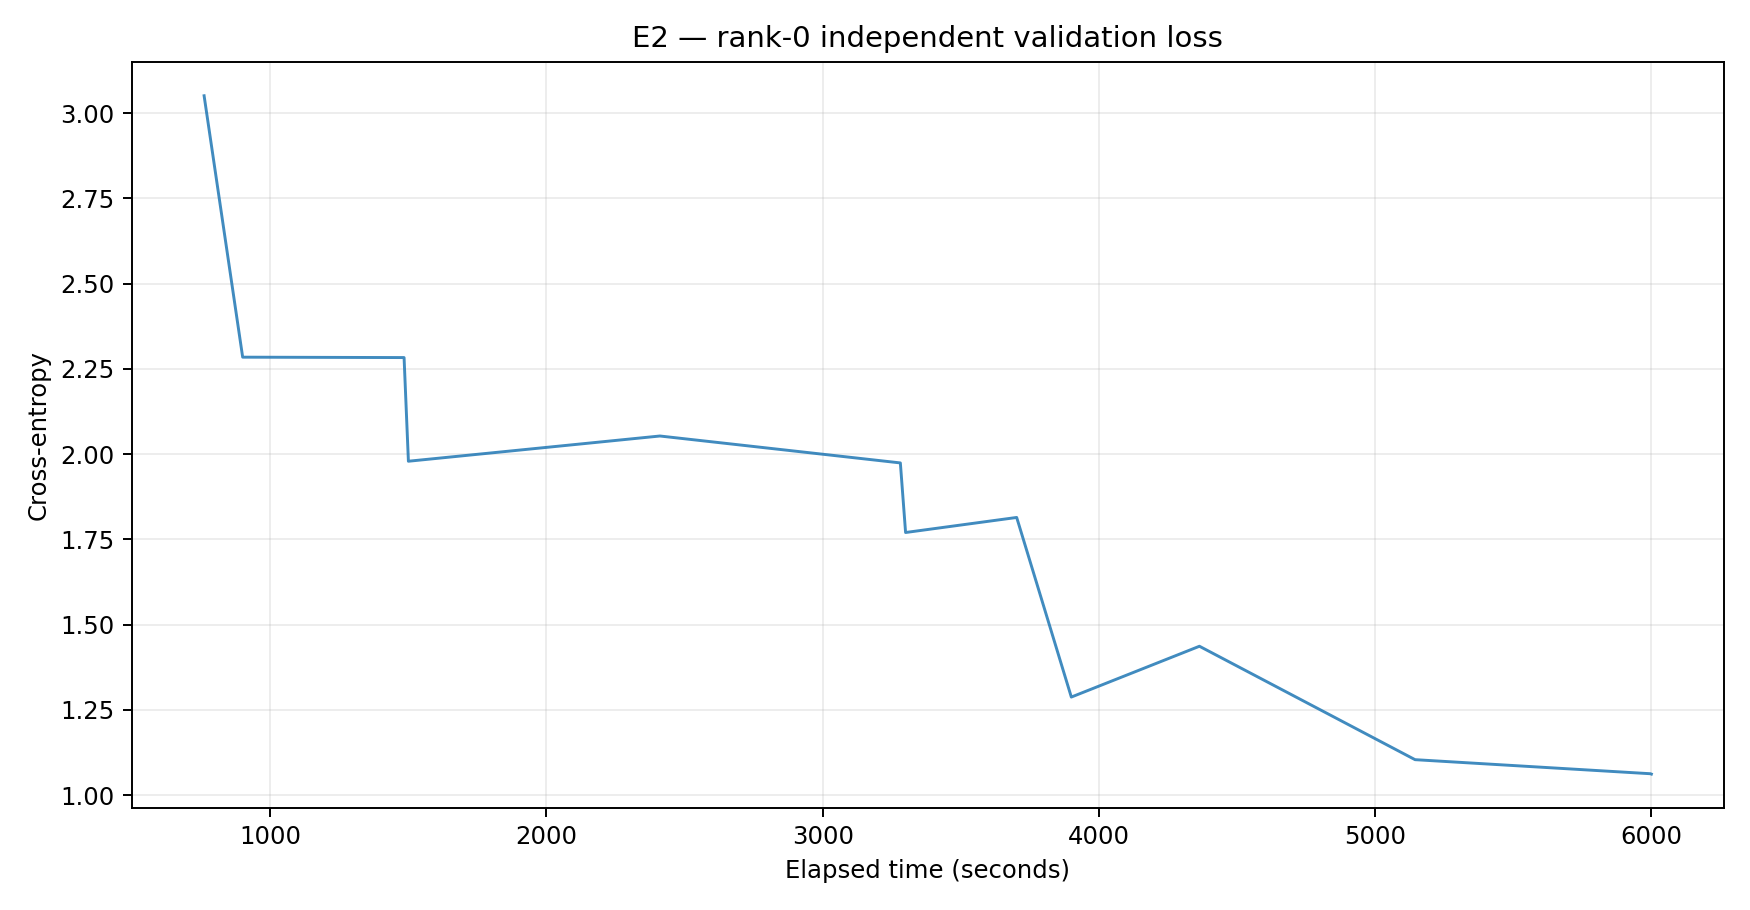 E2 — rank-0 independent validation loss
Cross-entropy
3.00
2.75
2.50
2.25
2.00
1.75
1.50
1.25
1.00
1000 2000 3000 4000 5000 6000
Elapsed time (seconds)